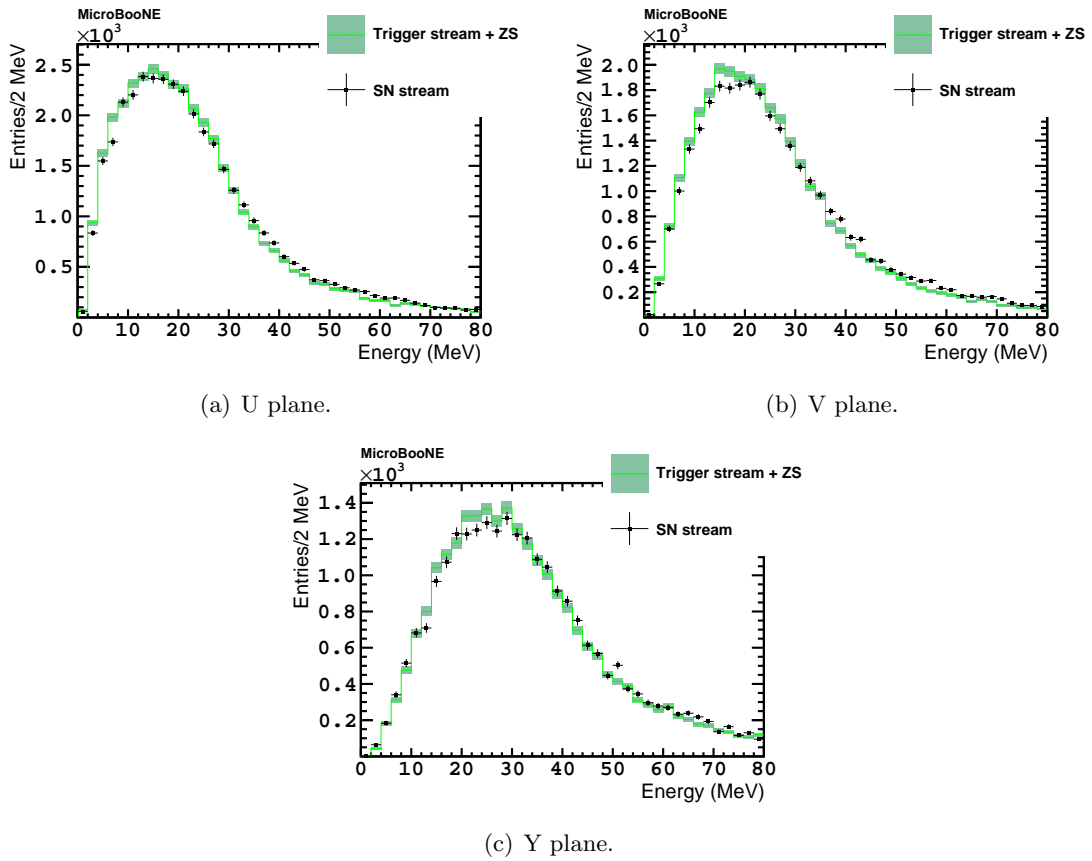 MicroBooNE
×10³
Trigger stream + ZS
SN stream
Entries/2 MeV
2.5
2.0
1.5
1.0
0.5
0 10 20 30 40 50 60 70 80
Energy (MeV)
(a) U plane.
MicroBooNE
×10³
Trigger stream + ZS
SN stream
Entries/2 MeV
2.0
1.8
1.6
1.4
1.2
1.0
0.8
0.6
0.4
0.2
0 10 20 30 40 50 60 70 80
Energy (MeV)
(b) V plane.
MicroBooNE
×10³
Trigger stream + ZS
SN stream
Entries/2 MeV
1.4
1.2
1.0
0.8
0.6
0.4
0.2
0 10 20 30 40 50 60 70 80
Energy (MeV)
(c) Y plane.